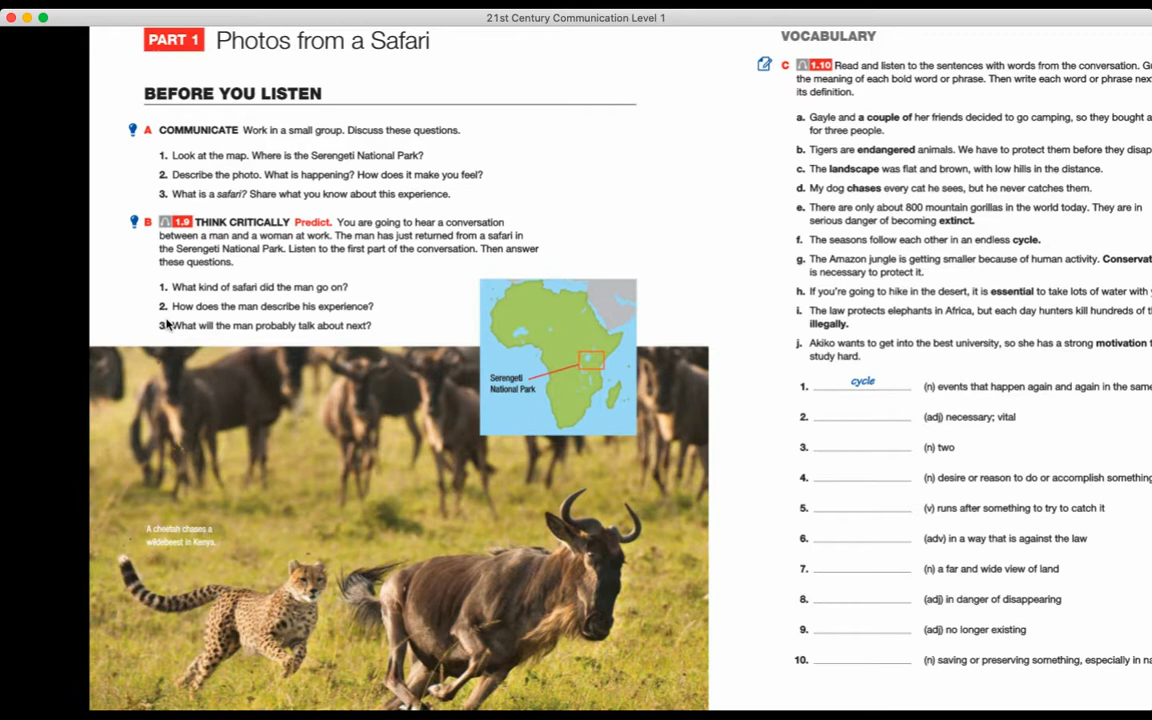 21st Century Communication Level 1
PART 1 Photos from a Safari
BEFORE YOU LISTEN
A COMMUNICATE Work in a small group. Discuss these questions.
1. Look at the map. Where is the Serengeti National Park?
2. Describe the photo. What is happening? How does it make you feel?
3. What is a safari? Share what you know about this experience.
B 1.9 THINK CRITICALLY Predict. You are going to hear a conversation
between a man and a woman at work. The man has just returned from a safari in
the Serengeti National Park. Listen to the first part of the conversation. Then answer
these questions.
1. What kind of safari did the man go on?
2. How does the man describe his experience?
3. What will the man probably talk about next?
Serengeti
National Park
A cheetah chases a
wildebeest in Kenya.
VOCABULARY
C 1.10 Read and listen to the sentences with words from the conversation.
the meaning of each bold word or phrase. Then write each word or phrase
its definition.
a. Gayle and a couple of her friends decided to go camping, so they bought a
for three people.
b. Tigers are endangered animals. We have to protect them before they
c. The landscape was flat and brown, with low hills in the distance.
d. My dog chases every cat he sees, but he never catches them.
e. There are only about 800 mountain gorillas in the world today. They are in
serious danger of becoming extinct.
f. The seasons follow each other in an endless cycle.
g. The Amazon jungle is getting smaller because of human activity.
is necessary to protect it.
h. If you're going to hike in the desert, it is essential to take lots of water with
i. The law protects elephants in Africa, but each day hunters kill hundreds of
illegally.
j. Akiko wants to get into the best university, so she has a strong motivation
study hard.
1. cycle (n) events that happen again and again in the same
2. (adj) necessary; vital
3. (n) two
4. (n) desire or reason to do or accomplish something
5. (v) runs after something to try to catch it
6. (adv) in a way that is against the law
7. (n) a far and wide view of land
8. (adj) in danger of disappearing
9. (adj) no longer existing
10. (n) saving or preserving something, especially in